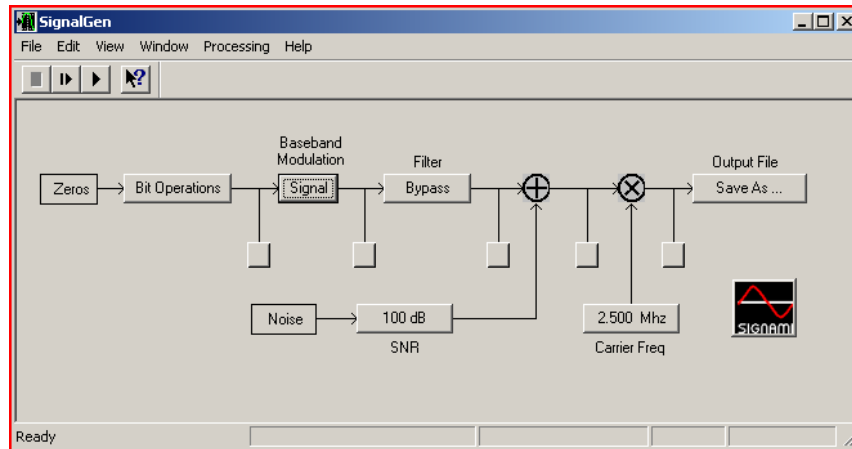 SignalGen
File Edit View Window Processing Help
Baseband
Modulation
Filter
Output File
Zeros
Bit Operations
Signal
Bypass
Save As ...
Noise
100 dB
2.500 Mhz
SNR
Carrier Freq
SIGNAMI
Ready